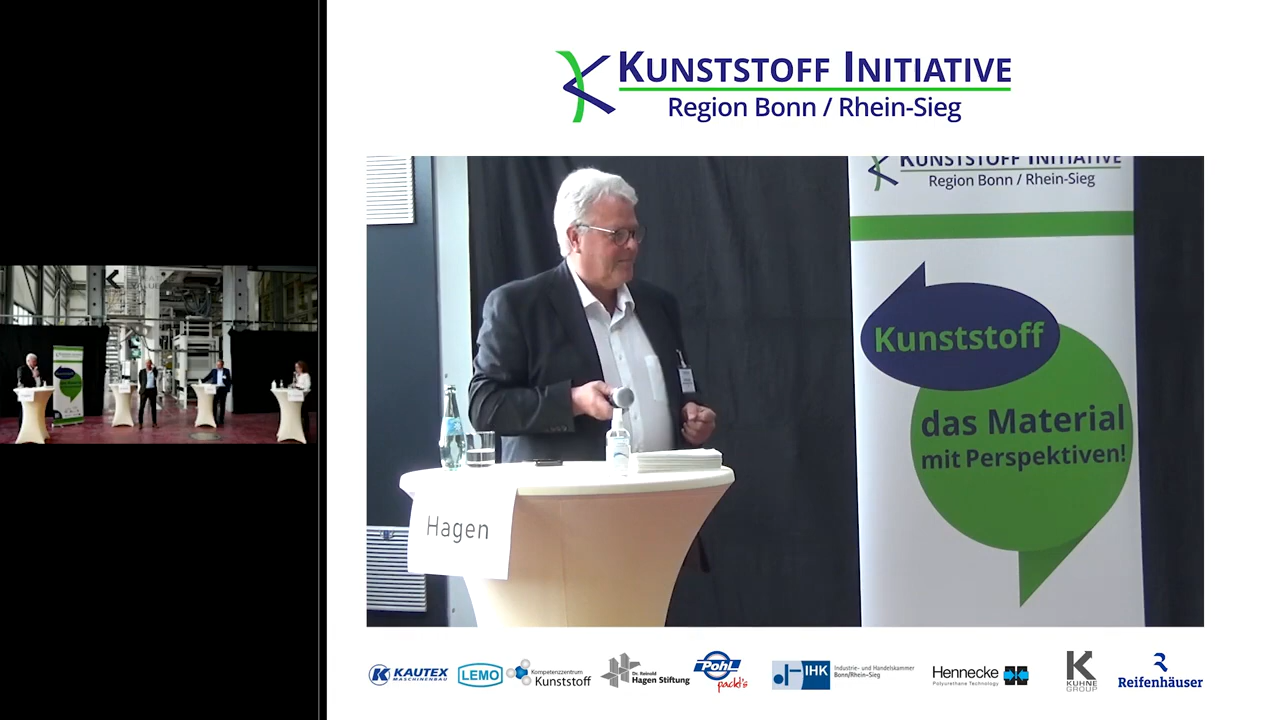 KUNSTSTOFF INITIATIVE
Region Bonn / Rhein-Sieg
KUNSTSTOFF INITIATIVE
Region Bonn / Rhein-Sieg
Kunststoff
das Material
mit Perspektiven!
Hagen
KAUTEX
MASCHINENBAU
LEMO
Kompetenzzentrum
Kunststoff
Dr. Reinold
Hagen Stiftung
Pohl
packt's
IHK
Industrie- und Handelskammer
Bonn/Rhein-Sieg
Hennecke
Polyurethane Technology
K
KUHNE
GROUP
Reifenhäuser